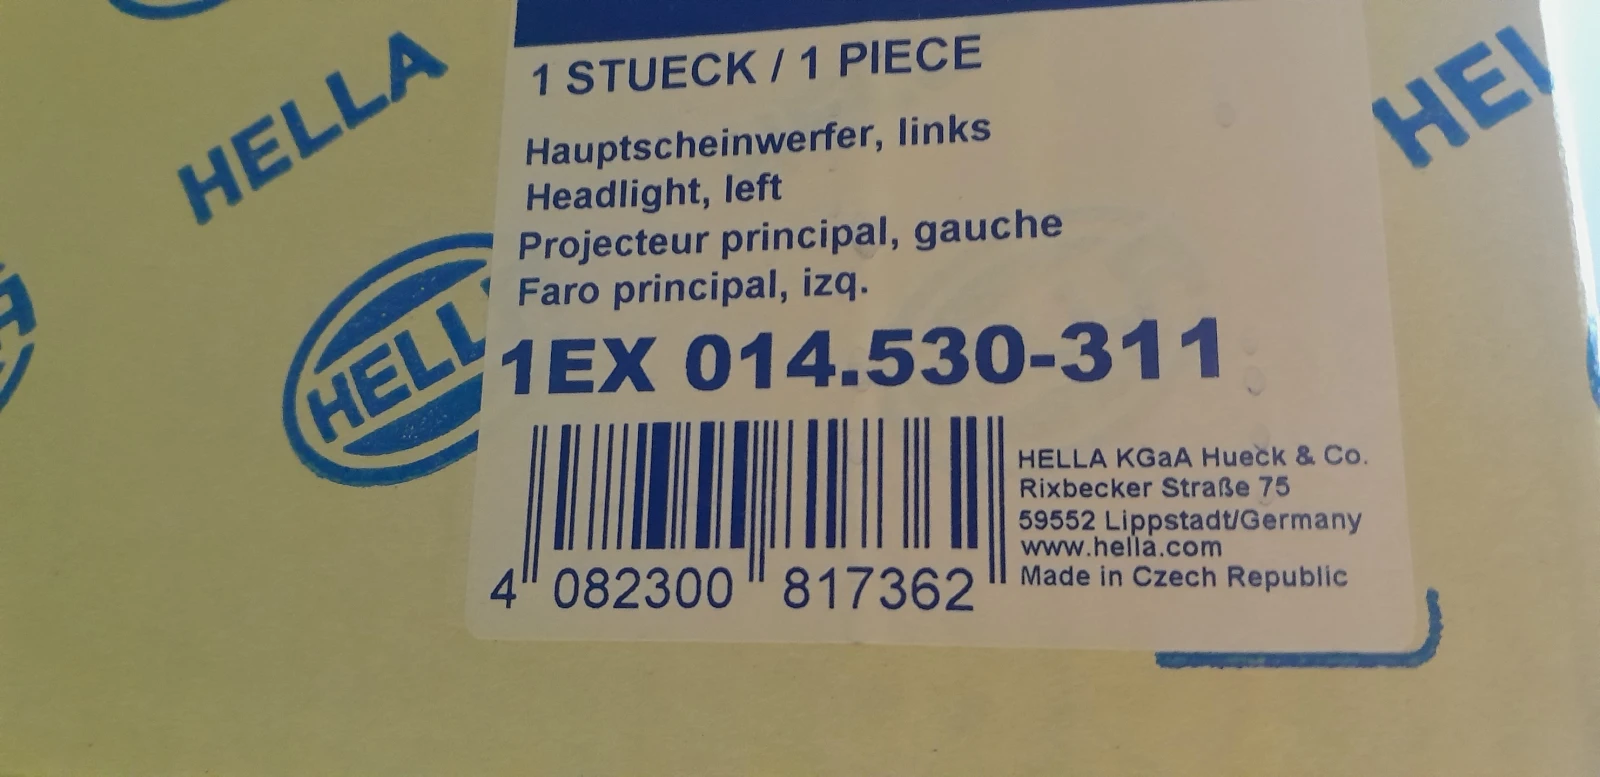 HELLA
1 STUECK / 1 PIECE
Hauptscheinwerfer, links
Headlight, left
Projecteur principal, gauche
Faro principal, izq.
1EX 014.530-311
4 082300 817362
HELLA KGaA Hueck & Co.
Rixbecker Straße 75
59552 Lippstadt/Germany
www.hella.com
Made in Czech Republic
HELL
HEL